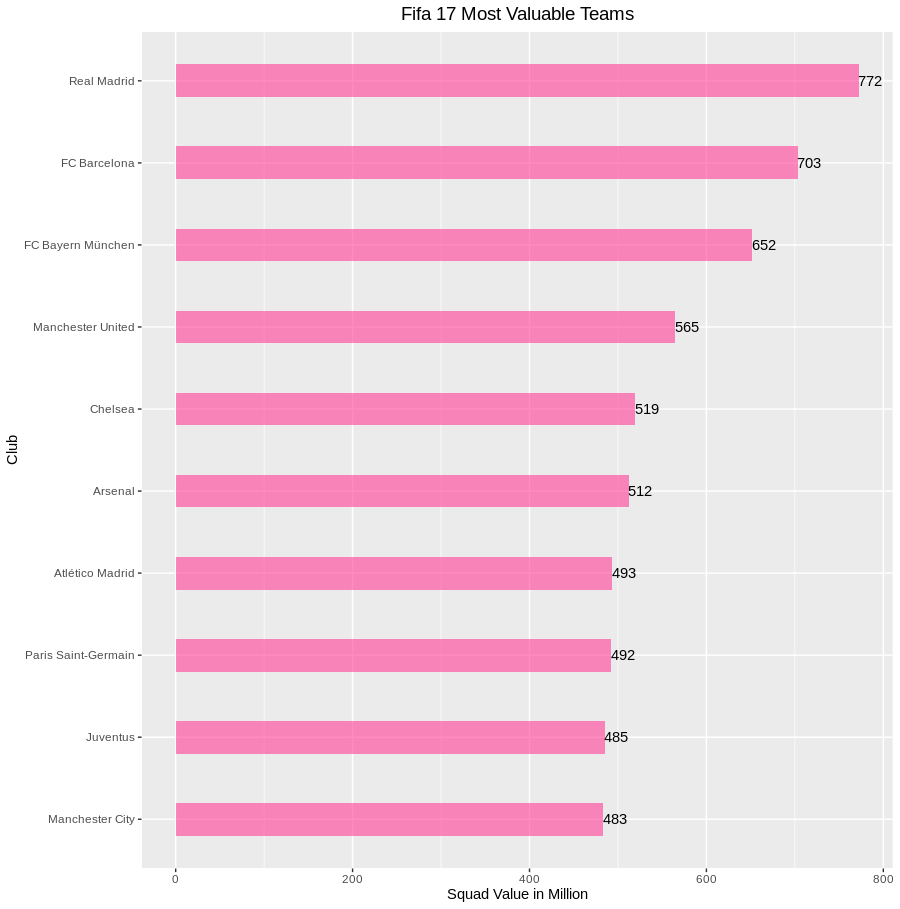 Fifa 17 Most Valuable Teams
Real Madrid 772
FC Barcelona 703
FC Bayern München 652
Manchester United 565
Chelsea 519
Club
Arsenal 512
Atlético Madrid 493
Paris Saint-Germain 492
Juventus 485
Manchester City 483
0 200 400 600 800
Squad Value in Million